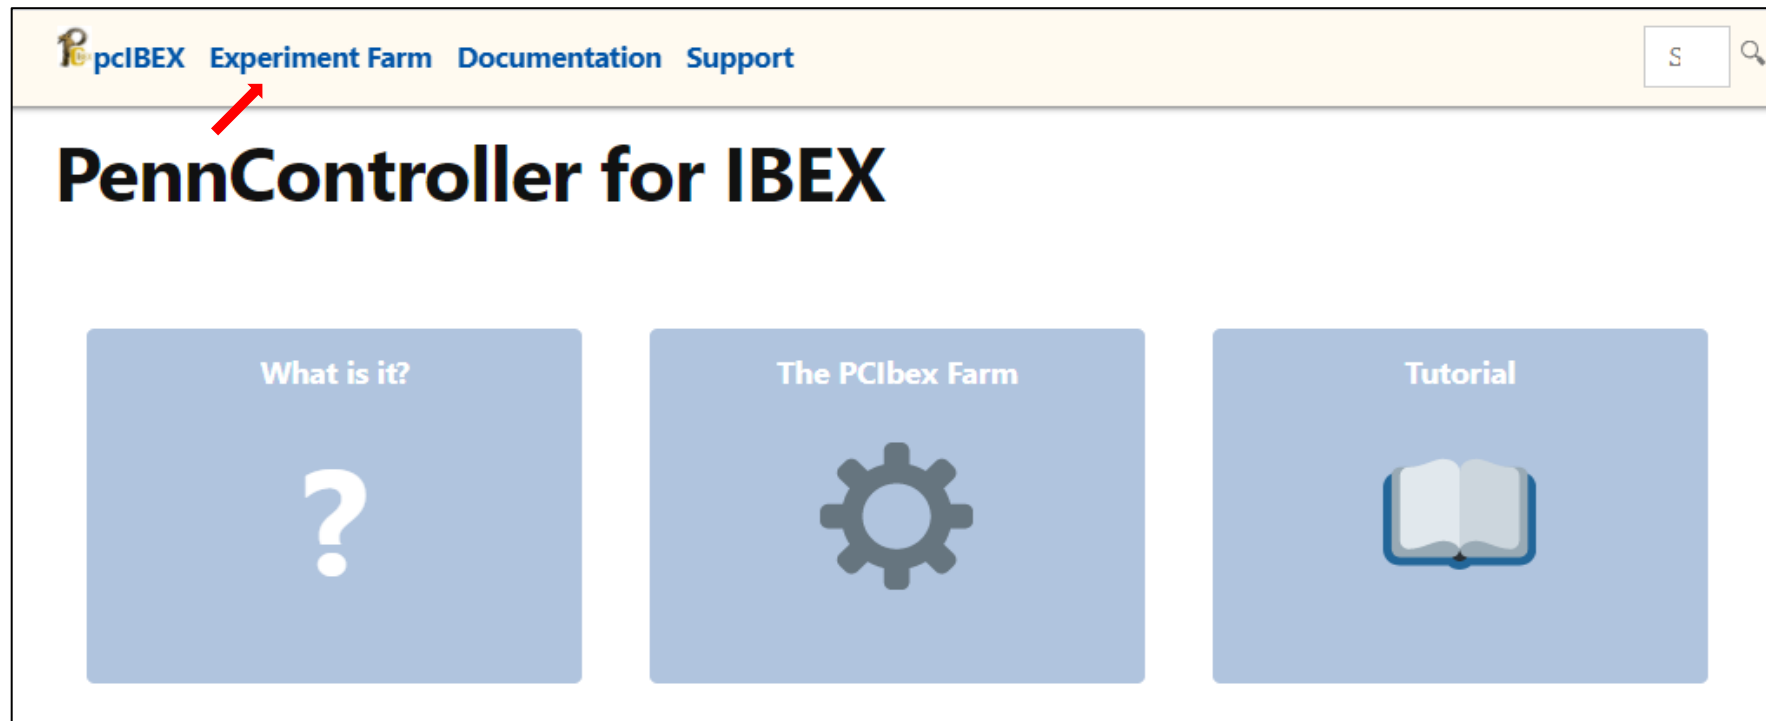 pcIBEX Experiment Farm Documentation Support S
PennController for IBEX
What is it? The PCIbex Farm Tutorial
?